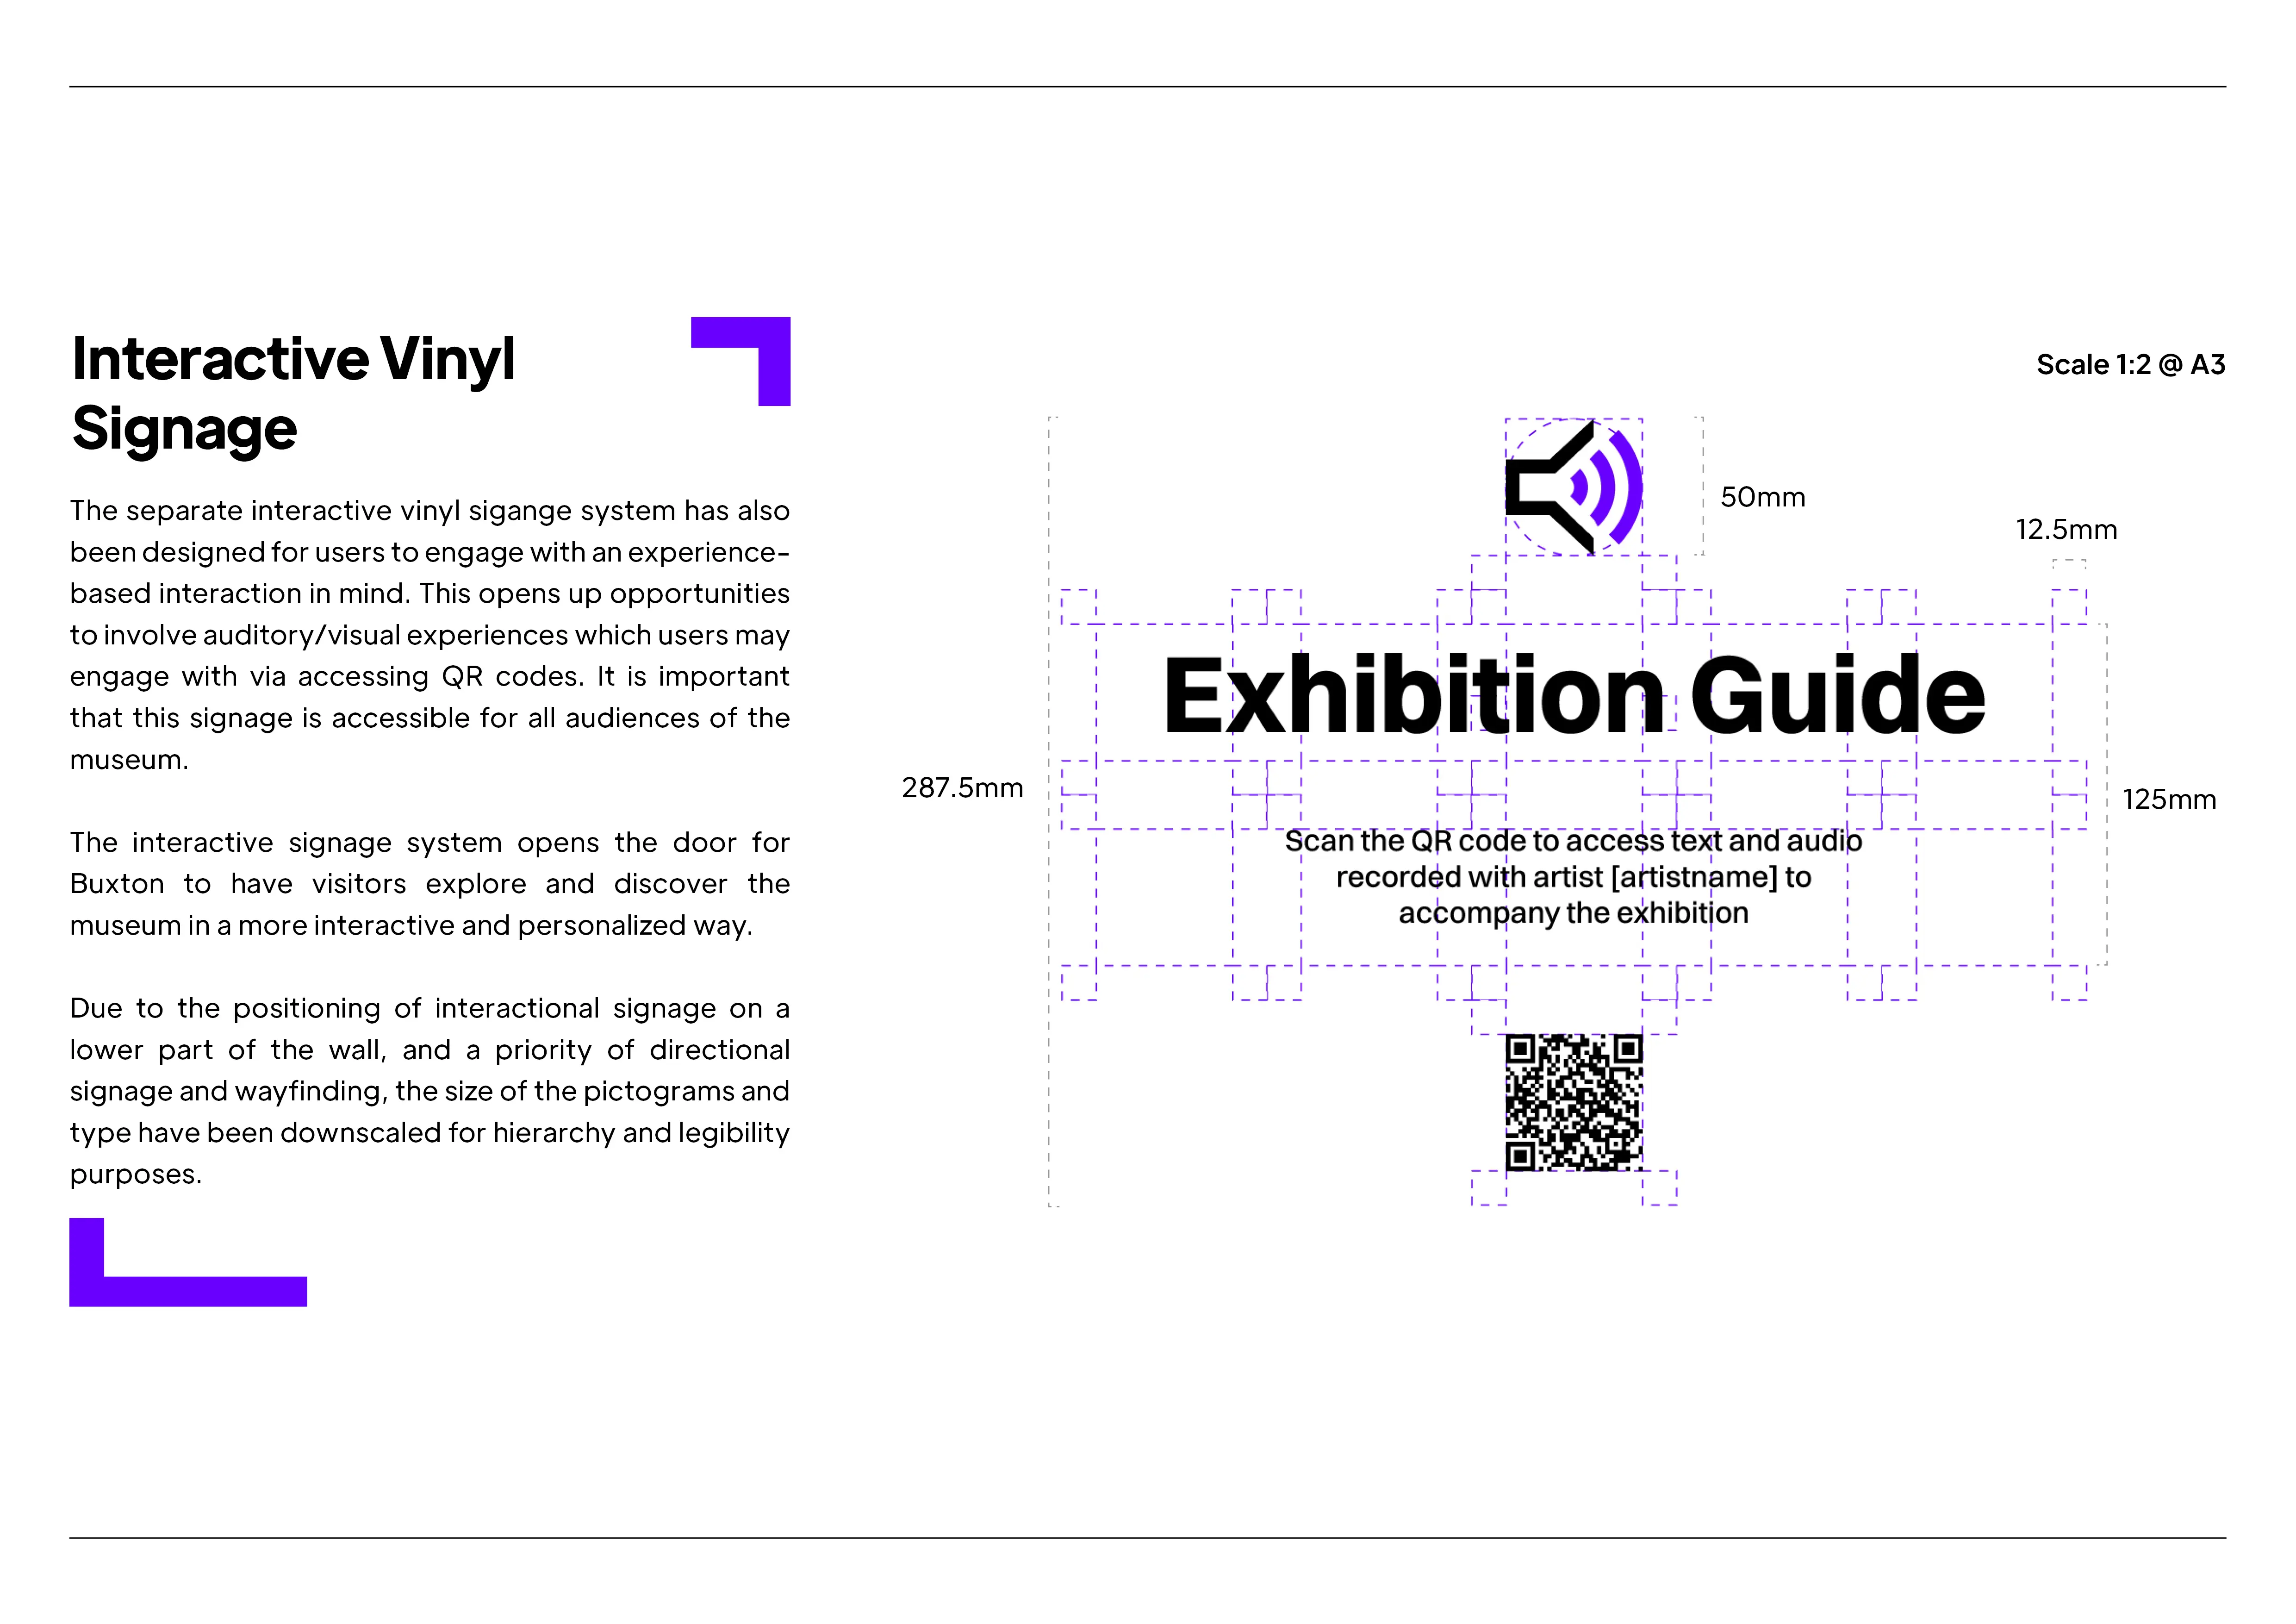 Interactive Vinyl
Signage
The separate interactive vinyl sigange system has also
been designed for users to engage with an experience-
based interaction in mind. This opens up opportunities
to involve auditory/visual experiences which users may
engage with via accessing QR codes. It is important
that this signage is accessible for all audiences of the
museum.
The interactive signage system opens the door for
Buxton to have visitors explore and discover the
museum in a more interactive and personalized way.
Due to the positioning of interactional signage on a
lower part of the wall, and a priority of directional
signage and wayfinding, the size of the pictograms and
type have been downscaled for hierarchy and legibility
purposes.
Scale 1:2 @ A3
50mm
12.5mm
Exhibition Guide
287.5mm
125mm
Scan the QR code to access text and audio
recorded with artist [artistname] to
accompany the exhibition